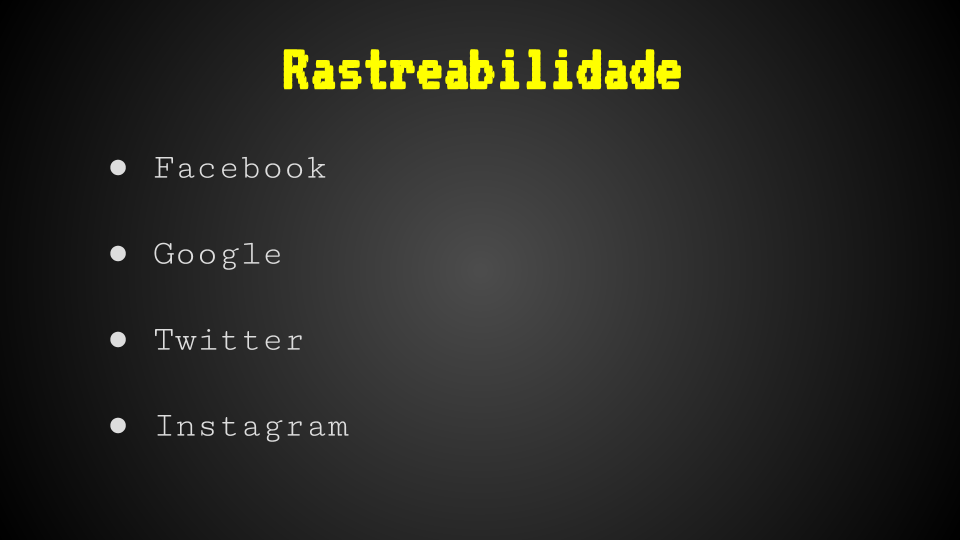 Rastreabilidade
● Facebook
● Google
● Twitter
● Instagram